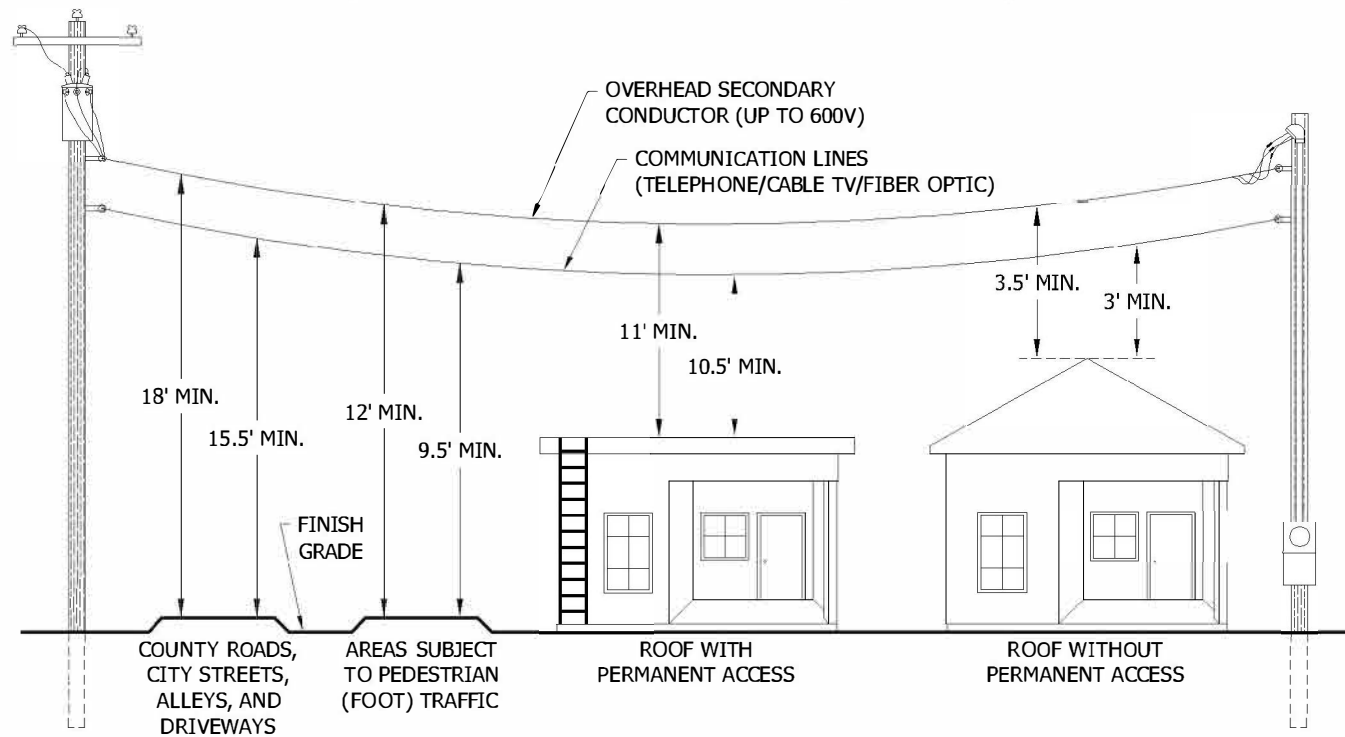 OVERHEAD SECONDARY
CONDUCTOR (UP TO 600V)
COMMUNICATION LINES
(TELEPHONE/CABLE TV/FIBER OPTIC)
18' MIN.
15.5' MIN.
12' MIN.
9.5' MIN.
11' MIN.
10.5' MIN.
3.5' MIN.
3' MIN.
FINISH
GRADE
COUNTY ROADS,
CITY STREETS,
ALLEYS, AND
DRIVEWAYS
AREAS SUBJECT
TO PEDESTRIAN
(FOOT) TRAFFIC
ROOF WITH
PERMANENT ACCESS
ROOF WITHOUT
PERMANENT ACCESS